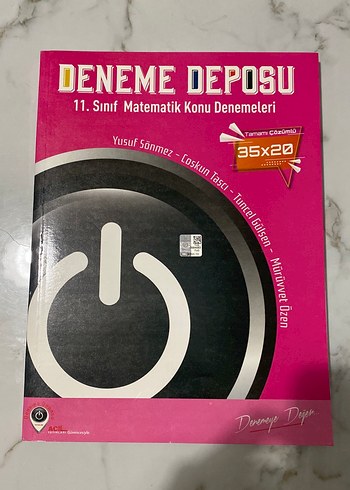 DENEME DEPOSU
11. Sınıf Matematik Konu Denemeleri
Tamamı Çözümlü
35x20
Yusuf Sönmez - Coşkun Taşçı - Tuncel Gülşen - Mürüvvet Özen
Denemeye Değer